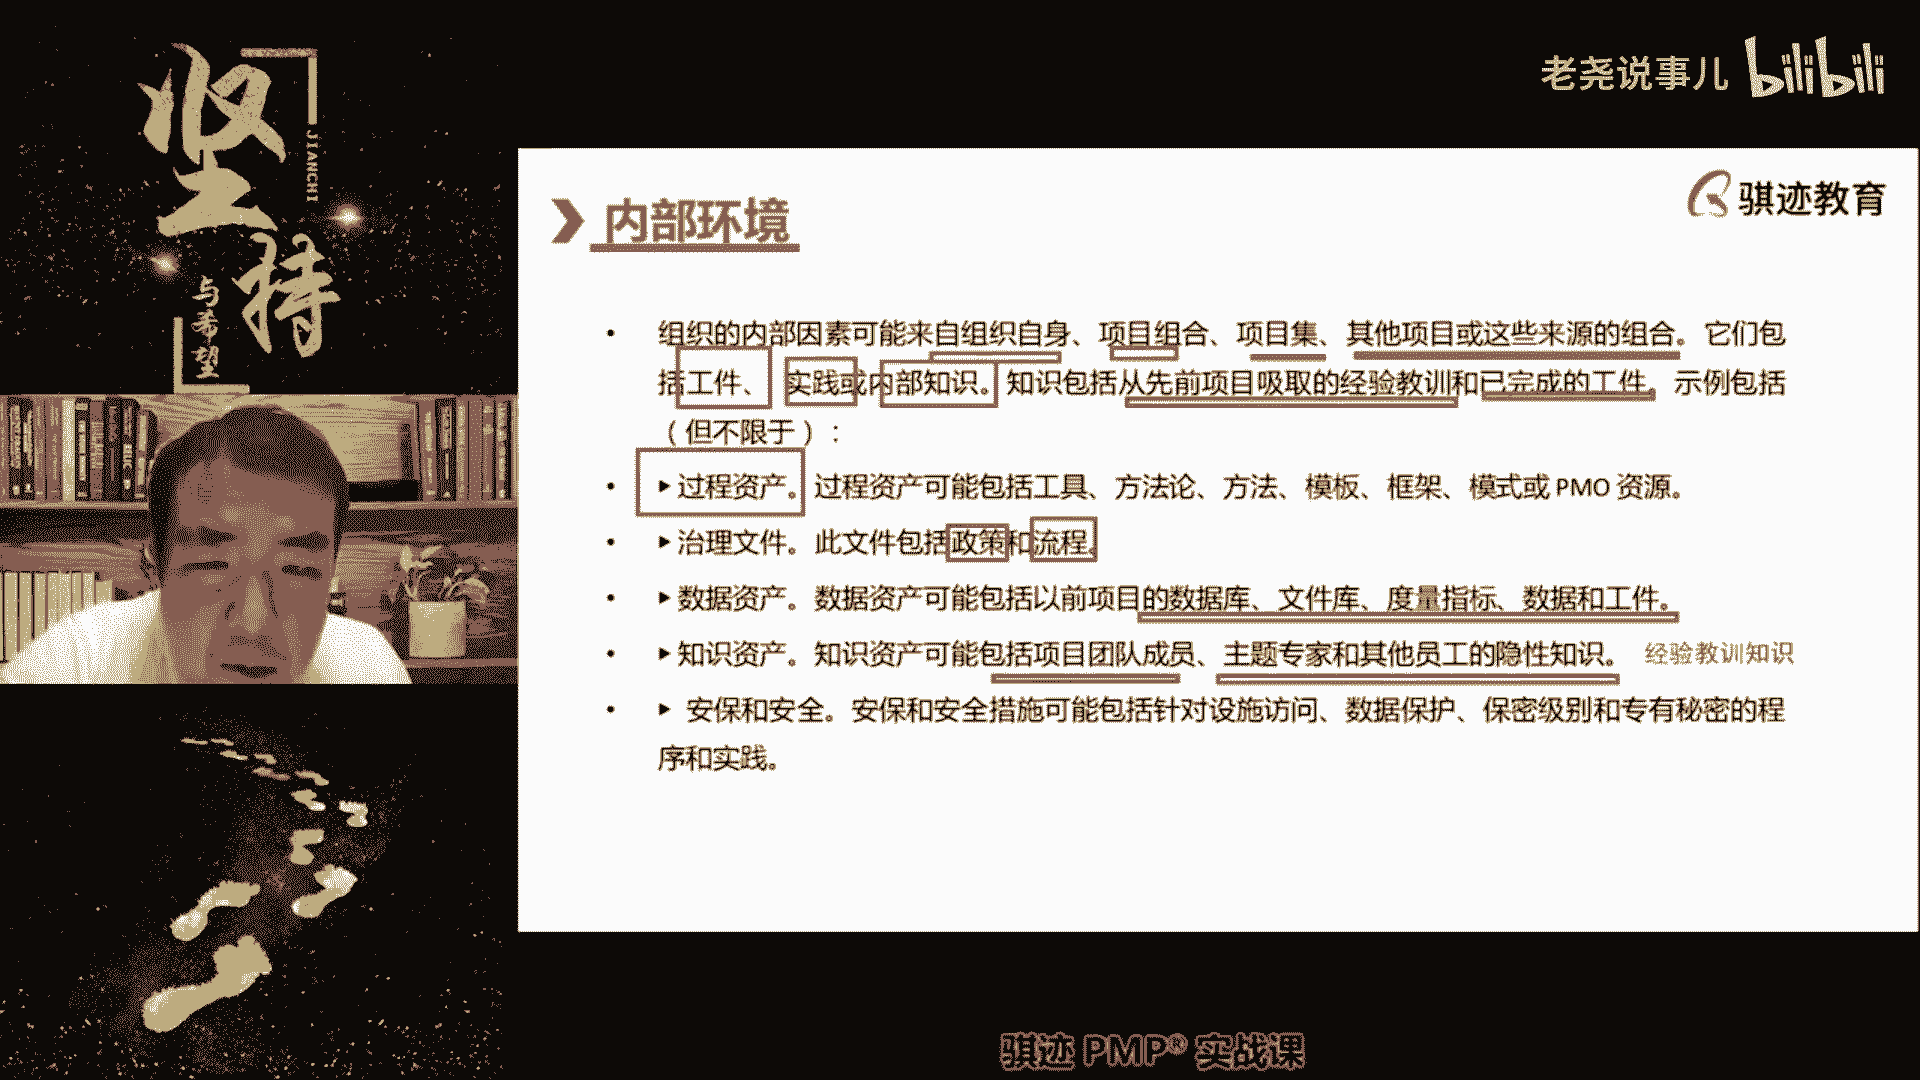 坚
JIANCHI
持
与希望
老尧说事儿 bilibili
骐迹教育
内部环境
• 组织的内部因素可能来自组织自身、项目组合、项目集、其他项目或这些来源的组合。它们包
括工件、实践或内部知识。知识包括从先前项目吸取的经验教训和已完成的工件。示例包括
（但不限于）：
• ▶过程资产。过程资产可能包括工具、方法论、方法、模板、框架、模式或 PMO 资源。
• ▶治理文件。此文件包括政策和流程。
• ▶数据资产。数据资产可能包括以前项目的数据库、文件库、度量指标、数据和工件。
• ▶知识资产。知识资产可能包括项目团队成员、主题专家和其他员工的隐性知识。 经验教训知识
• ▶ 安保和安全。安保和安全措施可能包括针对设施访问、数据保护、保密级别和专有秘密的程
序和实践。
骐迹 PMP® 实战课